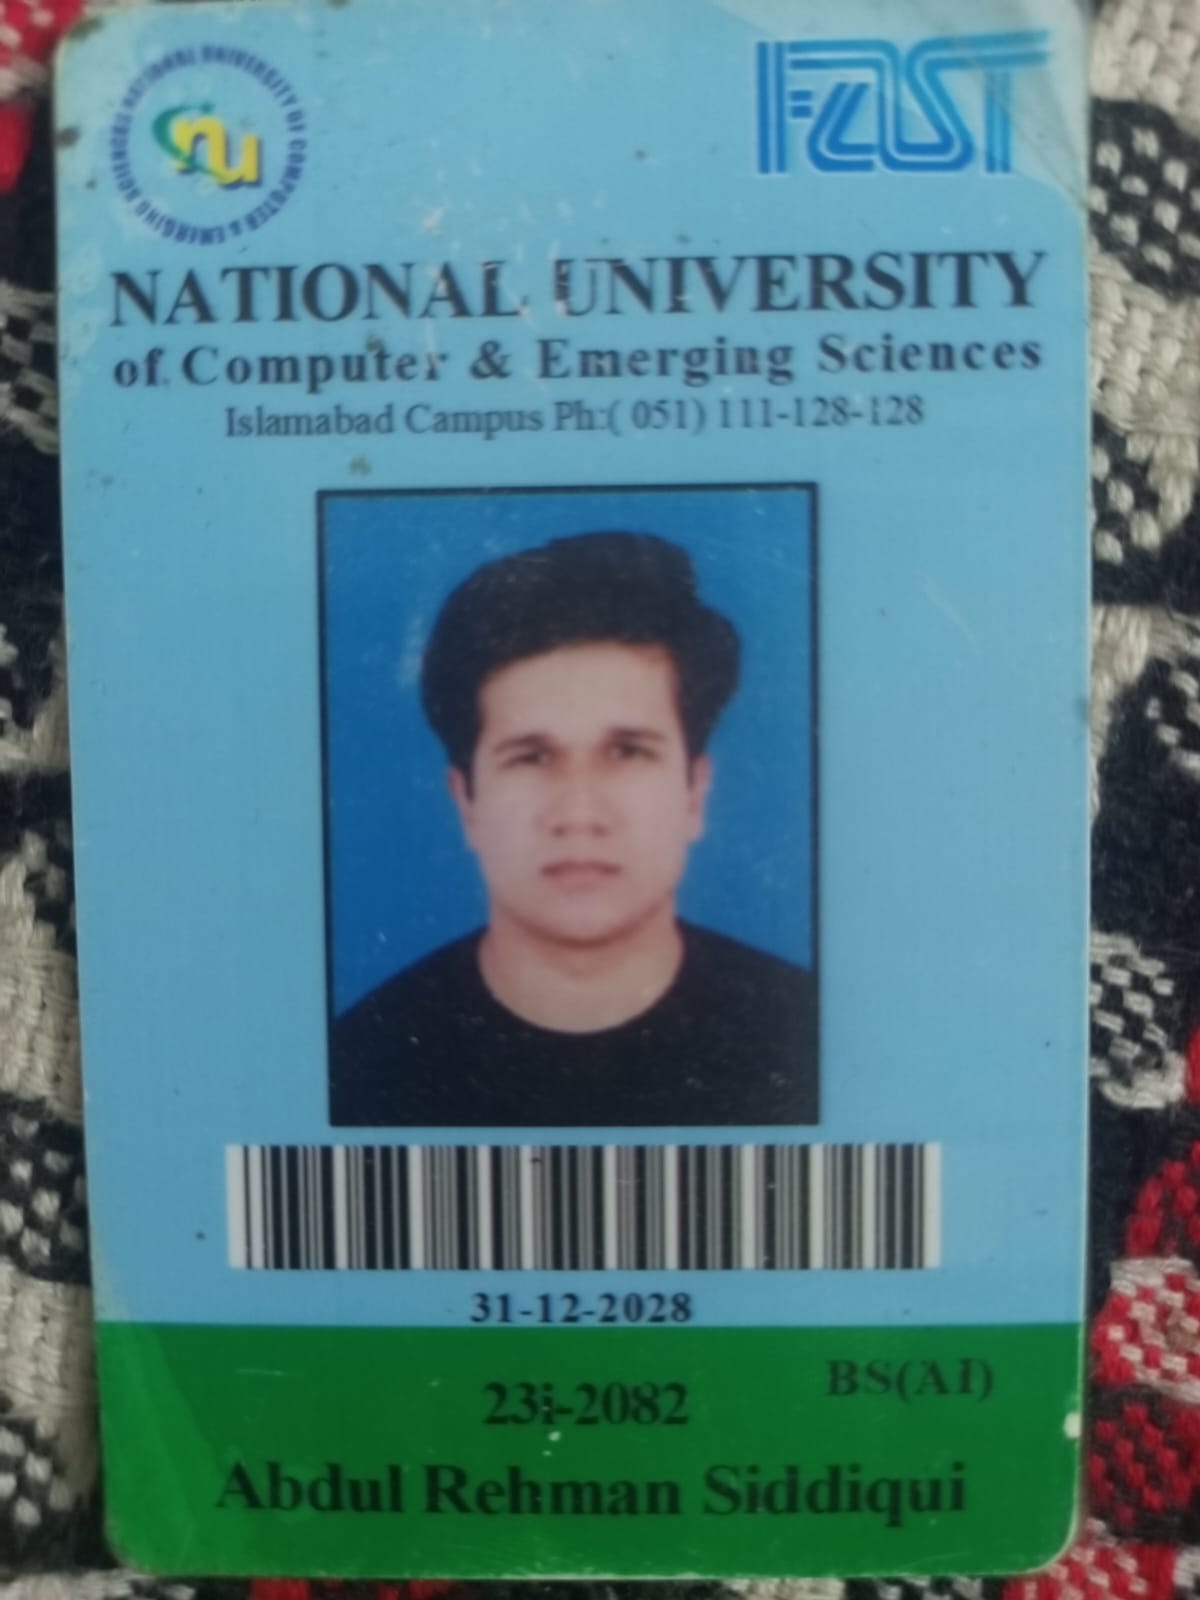 NATIONAL UNIVERSITY OF COMPUTER & EMERGING SCIENCES
nu
FAST
NATIONAL UNIVERSITY
of Computer & Emerging Sciences
Islamabad Campus Ph:( 051) 111-128-128
31-12-2028
BS(AI)
23i-2082
Abdul Rehman Siddiqui